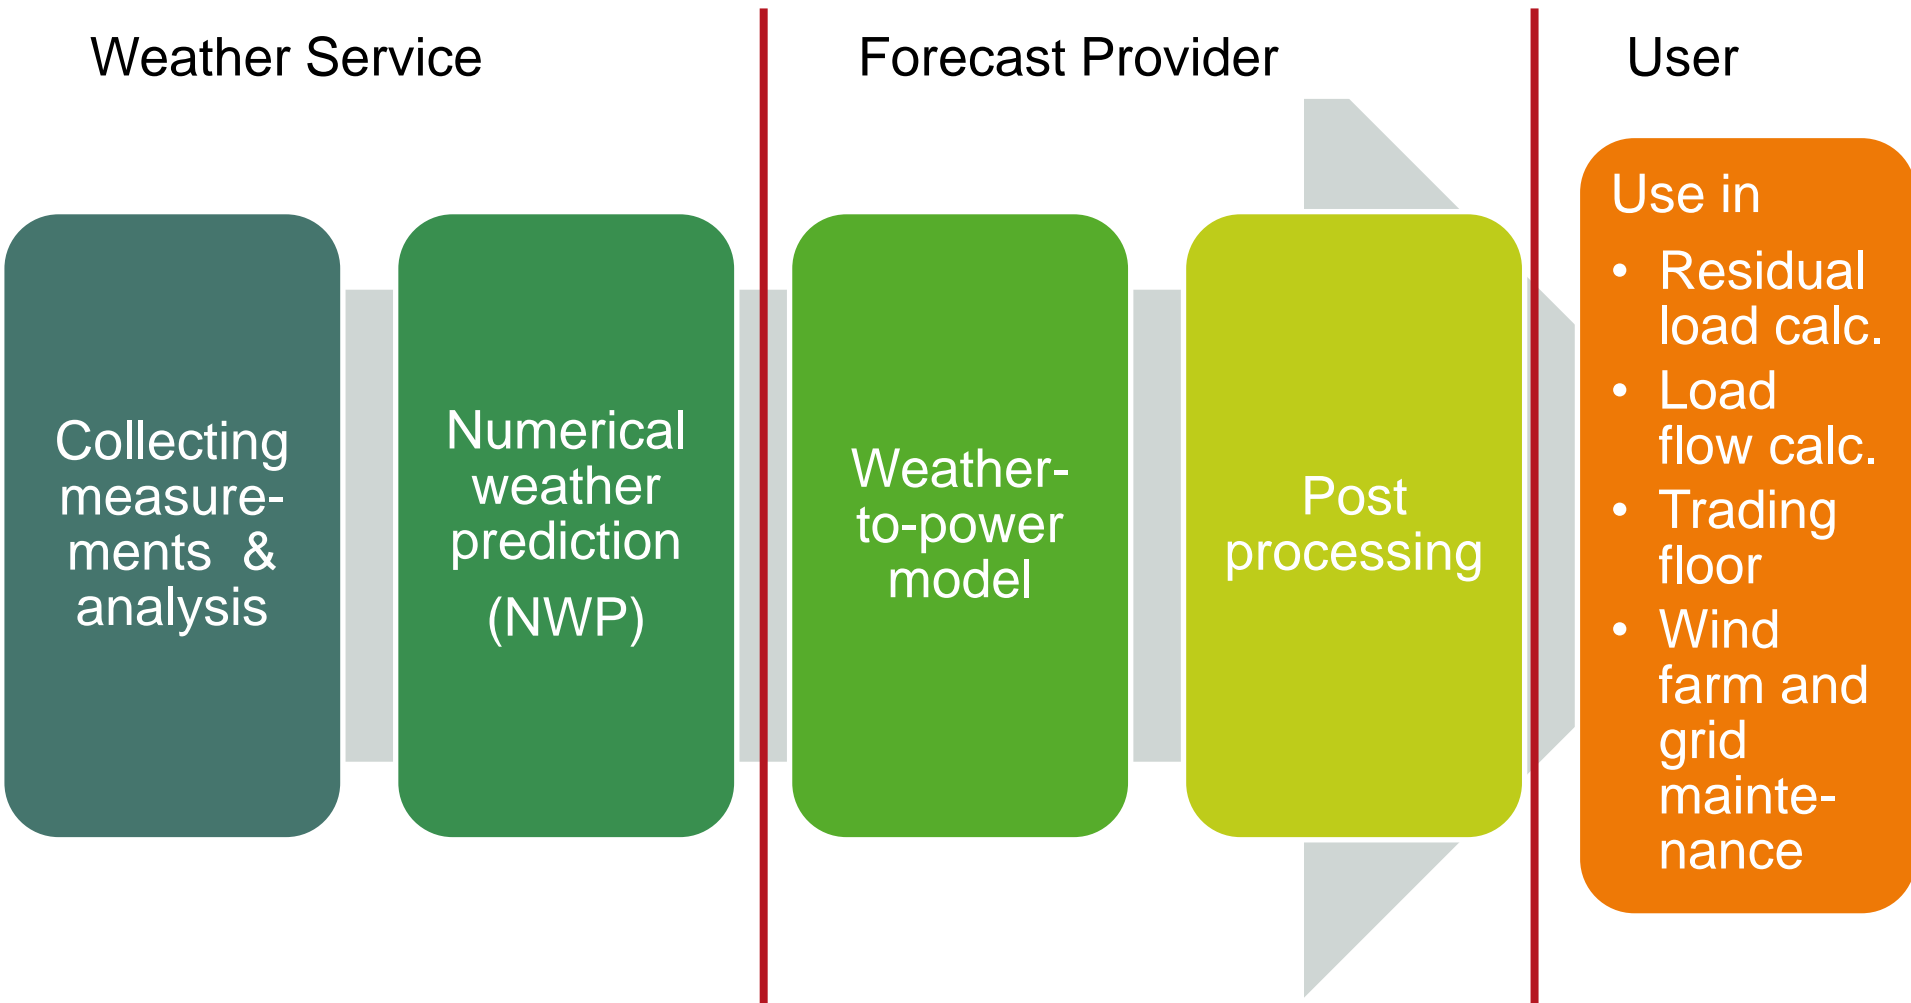 Weather Service
Forecast Provider
User
Collecting
measure-
ments &
analysis
Numerical
weather
prediction
(NWP)
Weather-
to-power
model
Post
processing
Use in
• Residual
load calc.
• Load
flow calc.
• Trading
floor
• Wind
farm and
grid
mainte-
nance